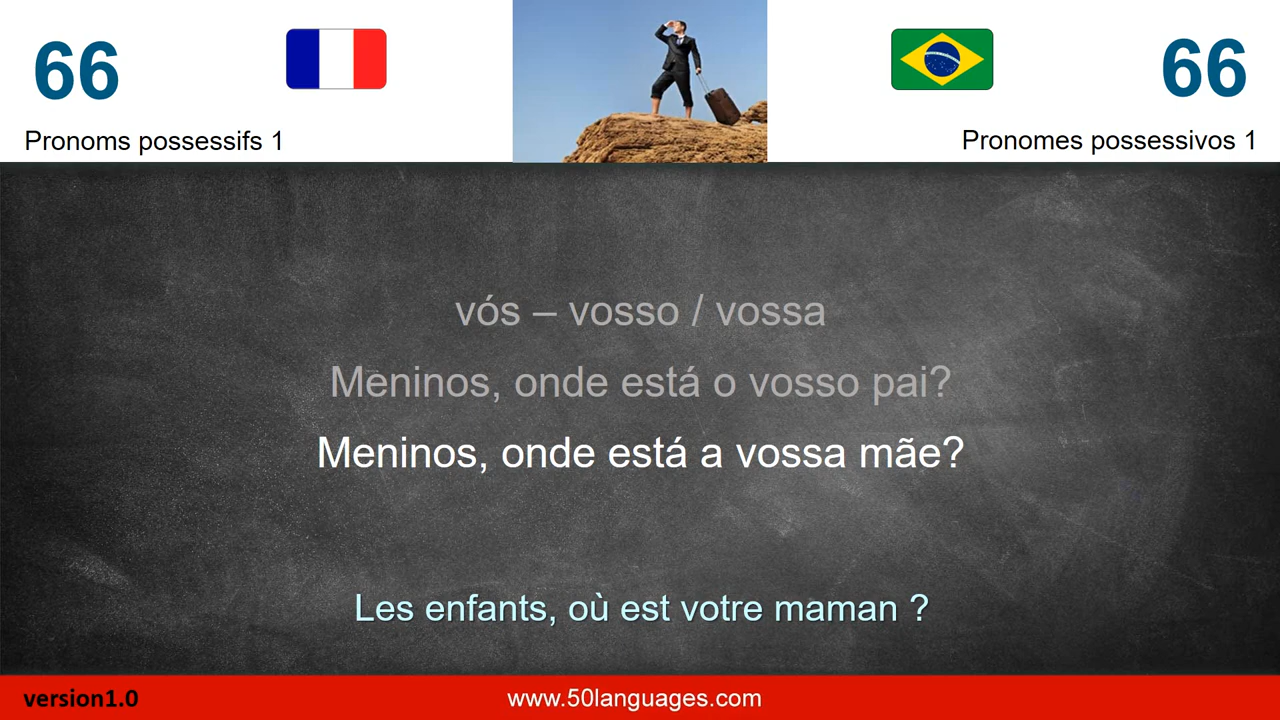 66
66
Pronoms possessifs 1
Pronomes possessivos 1
vós – vosso / vossa
Meninos, onde está o vosso pai?
Meninos, onde está a vossa mãe?
Les enfants, où est votre maman ?
version1.0
www.50languages.com